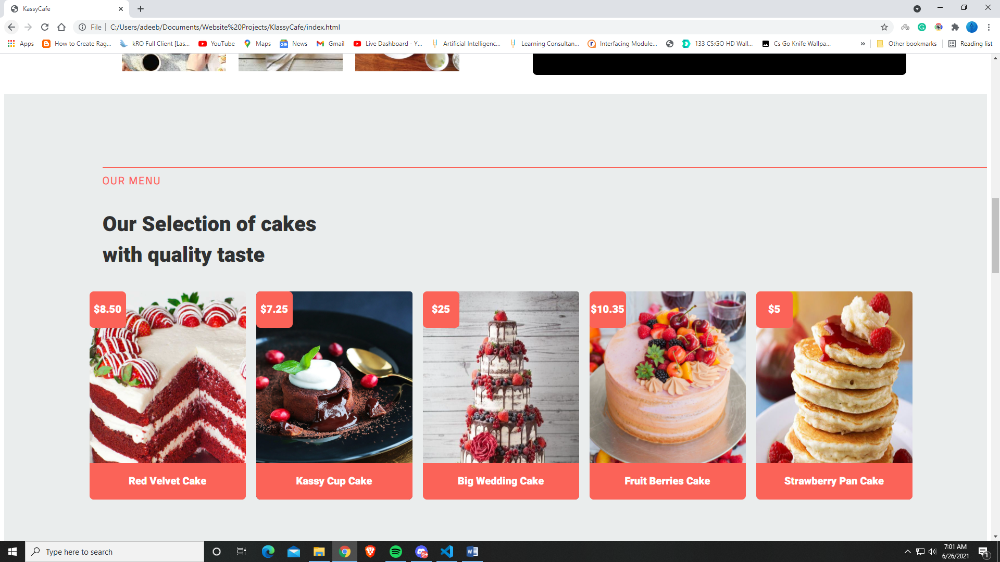 KassyCafe
File
C:/Users/adeeb/Documents/Website%20Projects/KlassyCafe/index.html
Apps
How to Create Rag...
kRO Full Client [Las...
YouTube
Maps
News
Gmail
Live Dashboard - Y...
Artificial Intelligenc...
Learning Consultan...
Interfacing Module...
133 CS:GO HD Wall...
Cs Go Knife Wallpa...
»
Other bookmarks
Reading list
OUR MENU
Our Selection of cakes
with quality taste
$8.50
$7.25
$25
$10.35
$5
Red Velvet Cake
Kassy Cup Cake
Big Wedding Cake
Fruit Berries Cake
Strawberry Pan Cake
Type here to search
9+
7:01 AM
6/26/2021
1